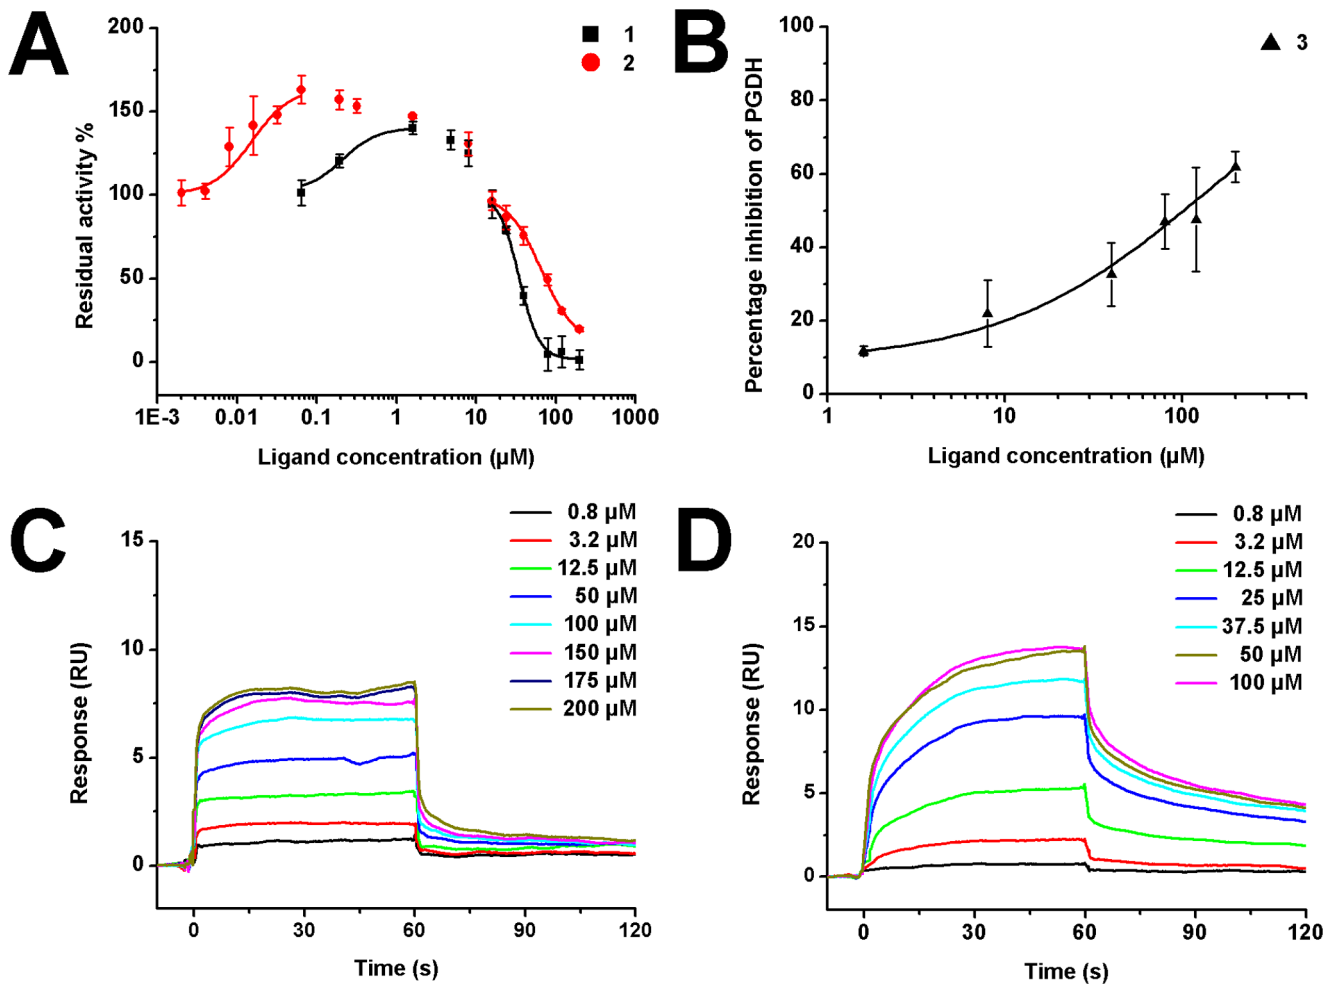 A
200
150
100
50
0
Residual activity %
1
2
1E-3 0.01 0.1 1 10 100 1000
Ligand concentration (µM)
B
100
80
60
40
20
0
Percentage inhibition of PGDH
3
1 10 100
Ligand concentration (µM)
C
15
10
5
0
Response (RU)
0.8 µM
3.2 µM
12.5 µM
50 µM
100 µM
150 µM
175 µM
200 µM
0 30 60 90 120
Time (s)
D
20
15
10
5
0
Response (RU)
0.8 µM
3.2 µM
12.5 µM
25 µM
37.5 µM
50 µM
100 µM
0 30 60 90 120
Time (s)